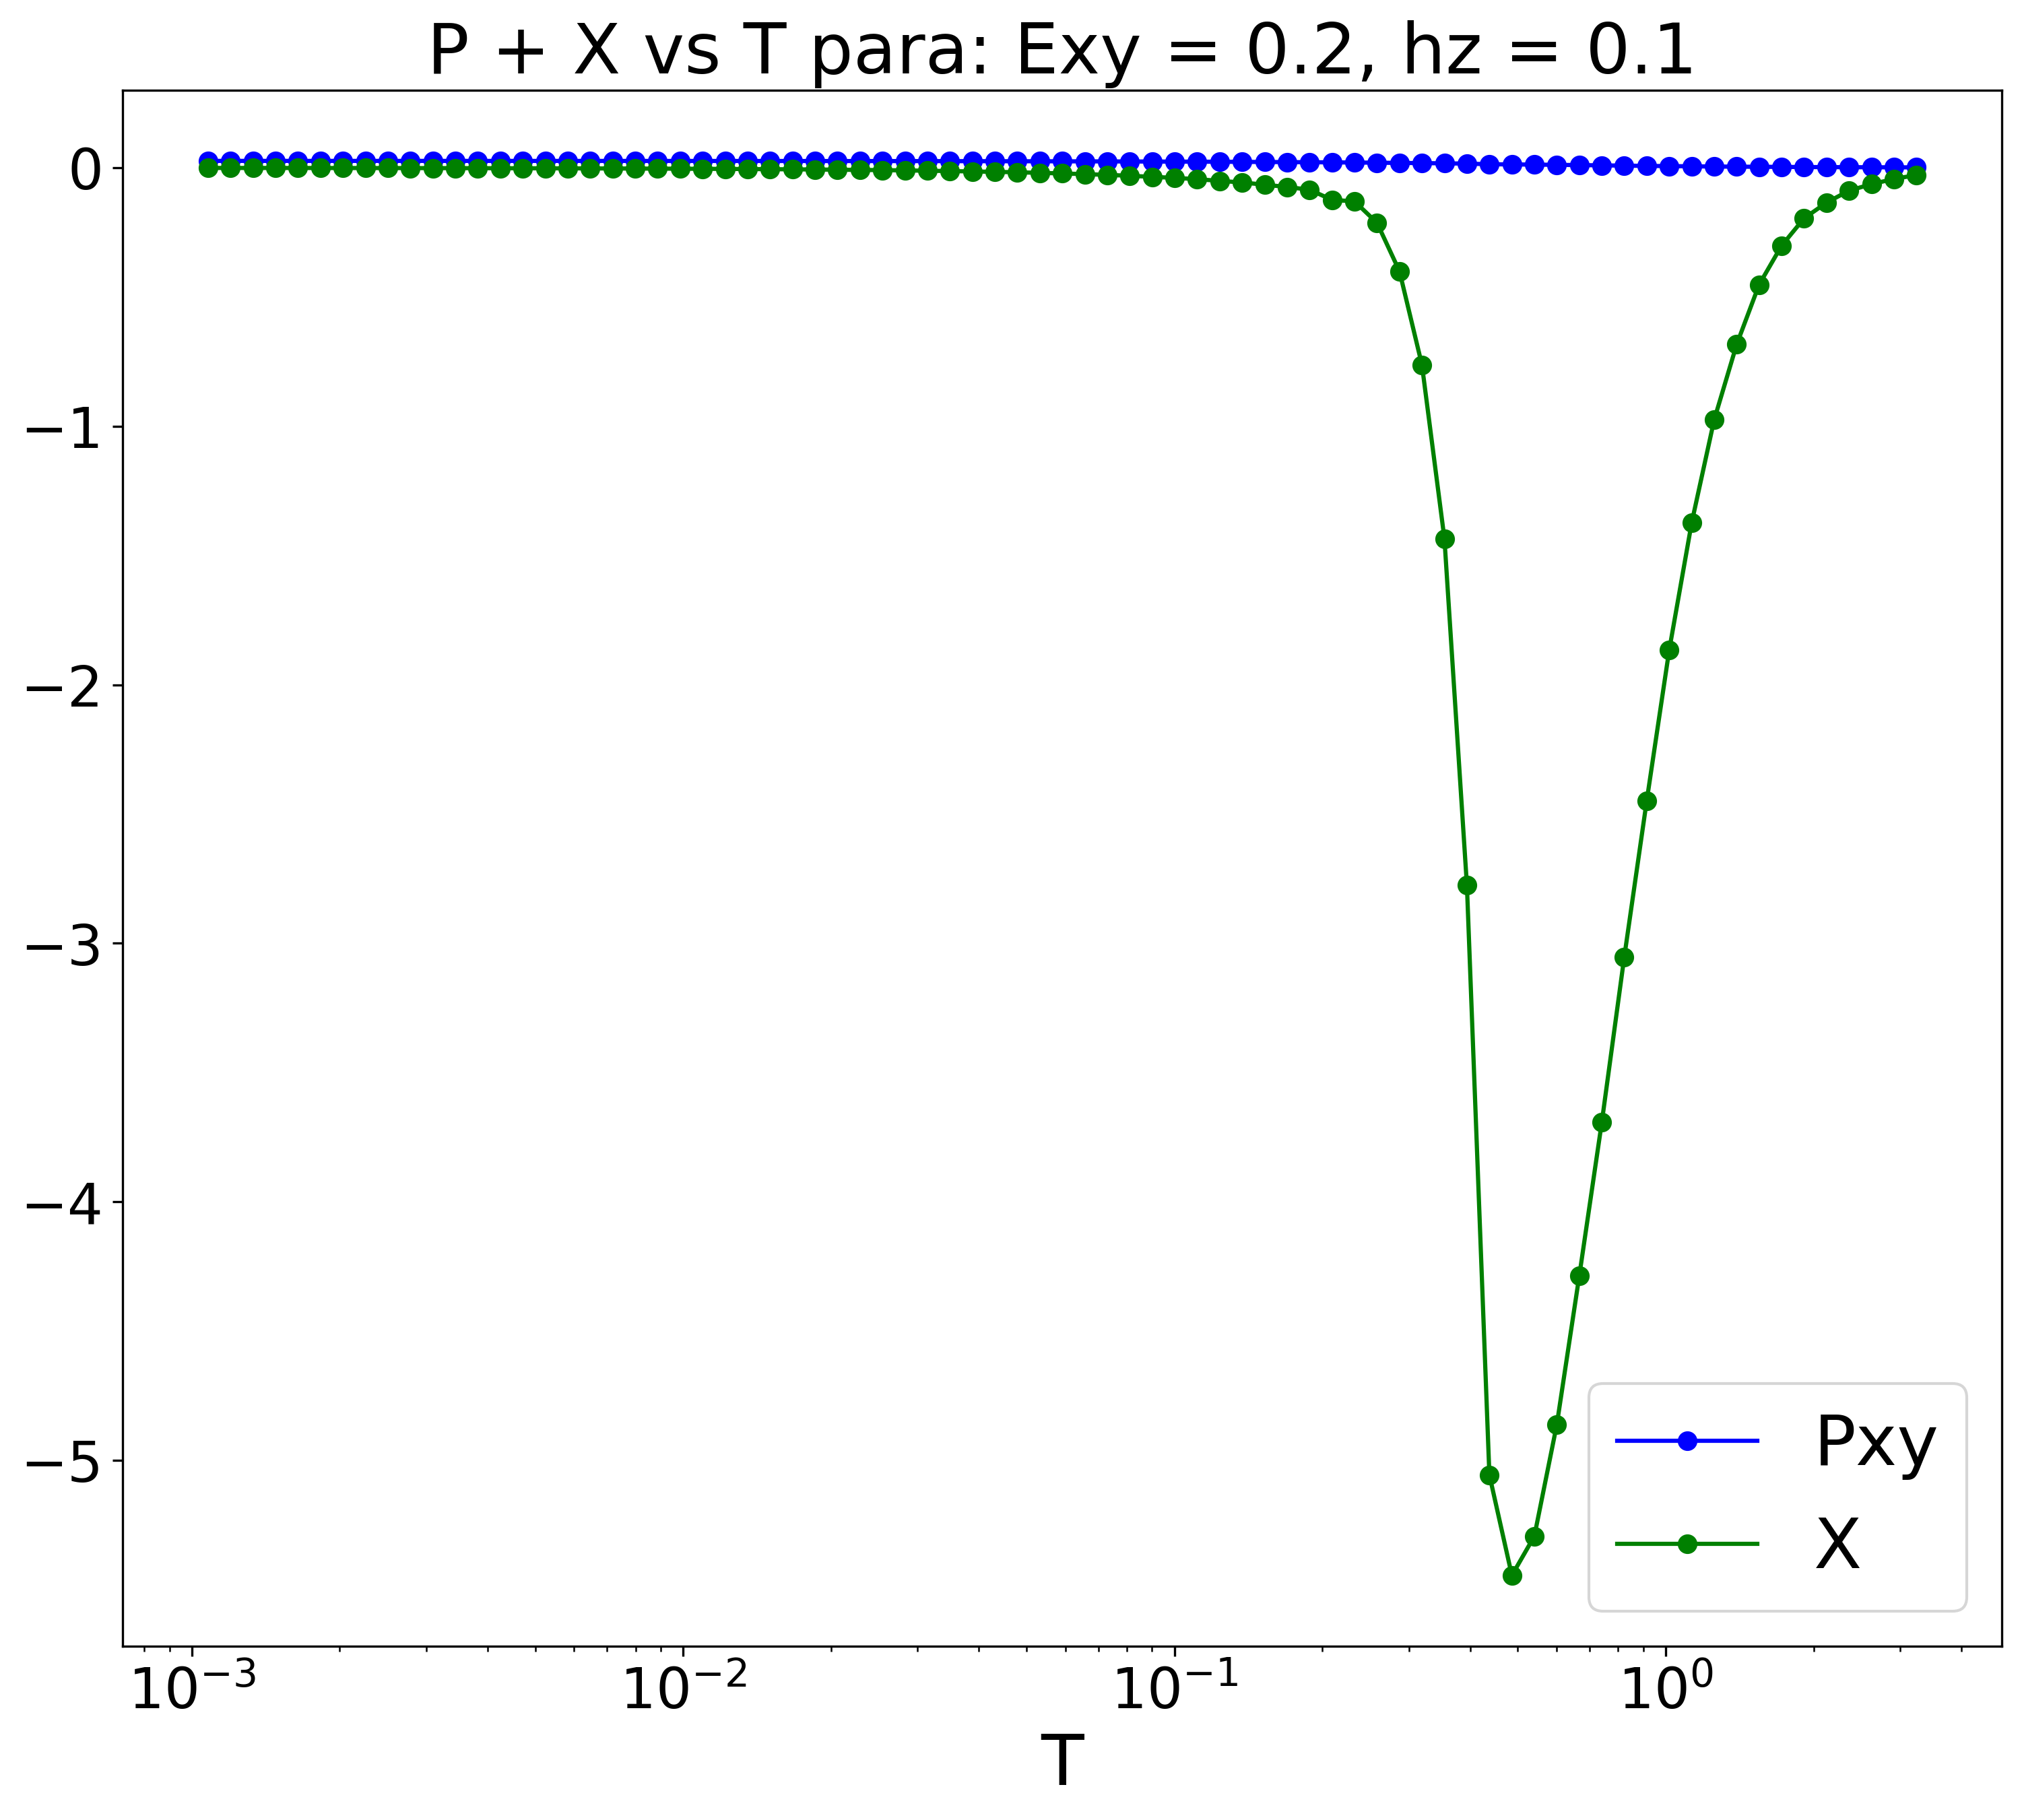 P + X vs T para: Exy = 0.2, hz = 0.1
0
−1
−2
−3
−4
−5
Pxy
X
10⁻³ 10⁻² 10⁻¹ 10⁰
T